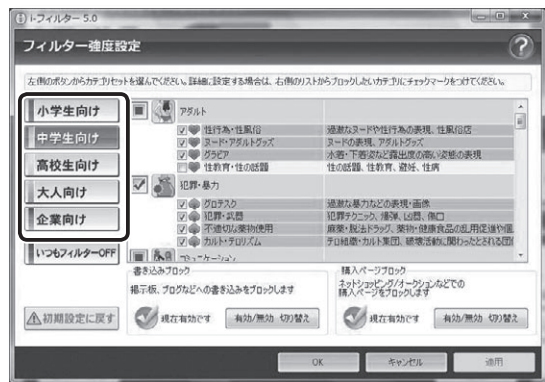 i-フィルター 5.0
フィルター強度設定
左側のボタンからカテゴリセットを選んでください。詳細に設定する場合は、右側のリストからブロックしたいカテゴリにチェックマークをつけてください。
小学生向け
中学生向け
高校生向け
大人向け
企業向け
いつもフィルターOFF
初期設定に戻す
アダルト
性行為・性風俗 過激なヌードや性行為の表現、性風俗店
ヌード・アダルトグッズ ヌードの表現、アダルトグッズ
グラビア 水着・下着姿など露出度の高い姿態の表現
性教育・性の話題 性の話題、性教育、避妊、性病
犯罪・暴力
グロテスク 過激な暴力などの表現・画像
犯罪・武器 犯罪テクニック、爆弾、凶器、傷口
不適切な薬物使用 麻薬・脱法ドラッグ、薬物・健康食品の乱用促進や個
カルト・テロリズム テロ組織・カルト集団、破壊活動に関わったとされる団
コミュニケーション
書き込みブロック
掲示板、ブログなどへの書き込みをブロックします
現在有効です 有効/無効 切り替え
購入ページブロック
ネットショッピング/オークションなどでの
購入ページをブロックします
現在有効です 有効/無効 切り替え
OK キャンセル 適用